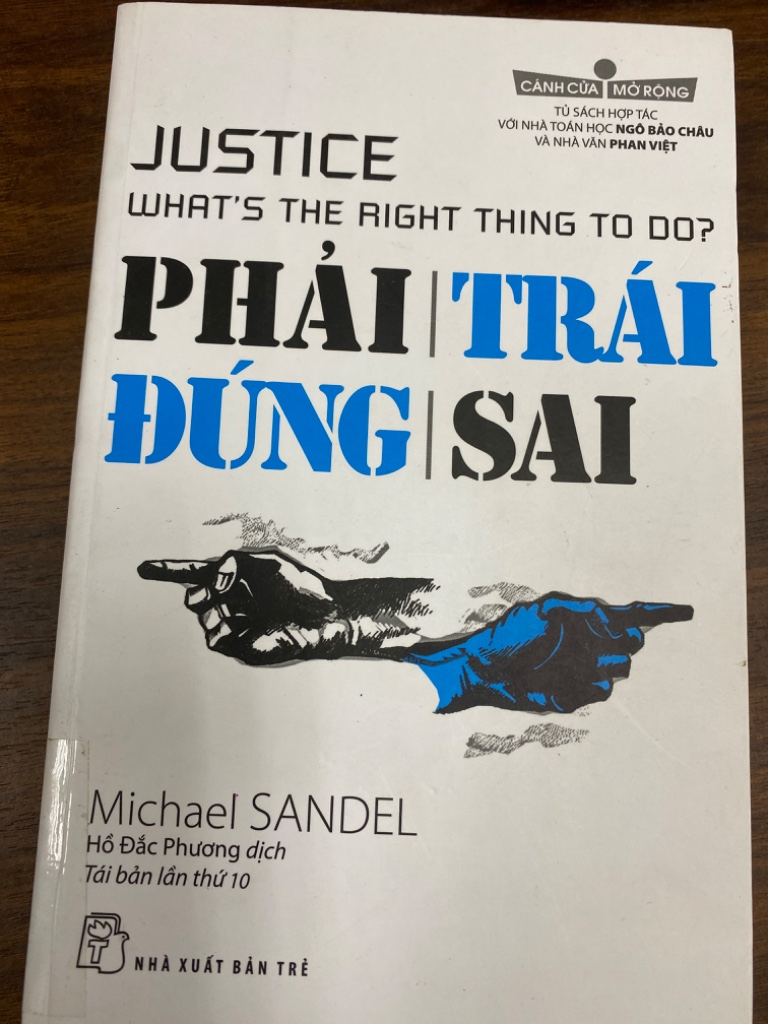 CÁNH CỬA MỞ RỘNG
TỦ SÁCH HỢP TÁC
VỚI NHÀ TOÁN HỌC NGÔ BẢO CHÂU
VÀ NHÀ VĂN PHAN VIỆT
JUSTICE
WHAT'S THE RIGHT THING TO DO?
PHẢI | TRÁI
ĐÚNG | SAI
Michael SANDEL
Hồ Đắc Phương dịch
Tái bản lần thứ 10
T
NHÀ XUẤT BẢN TRẺ